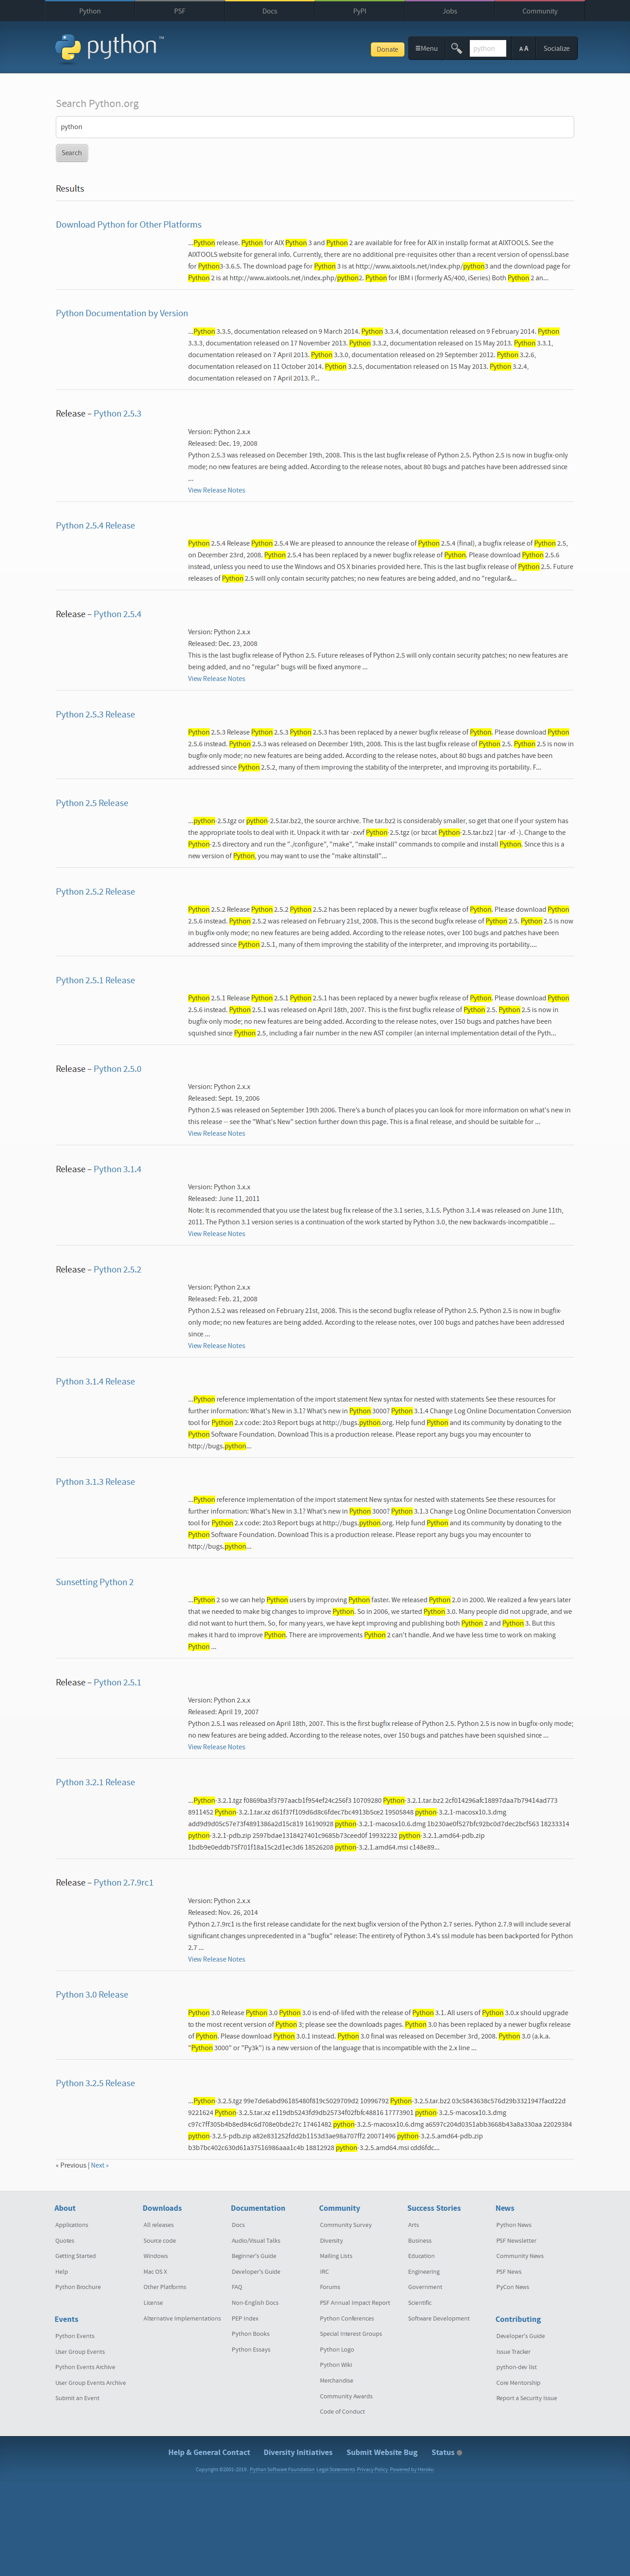 Python PSF Docs PyPI Jobs Community
python™
Donate ≡Menu python A A Socialize
Search Python.org
python
Search
Results
Download Python for Other Platforms
...Python release. Python for AIX Python 3 and Python 2 are available for free for AIX in installp format at AIXTOOLS. See the
AIXTOOLS website for general info. Currently, there are no additional pre-requisites other than a recent version of openssl.base
for Python3-3.6.5. The download page for Python 3 is at http://www.aixtools.net/index.php/python3 and the download page for
Python 2 is at http://www.aixtools.net/index.php/python2. Python for IBM i (formerly AS/400, iSeries) Both Python 2 an...
Python Documentation by Version
...Python 3.3.5, documentation released on 9 March 2014. Python 3.3.4, documentation released on 9 February 2014. Python
3.3.3, documentation released on 17 November 2013. Python 3.3.2, documentation released on 15 May 2013. Python 3.3.1,
documentation released on 7 April 2013. Python 3.3.0, documentation released on 29 September 2012. Python 3.2.6,
documentation released on 11 October 2014. Python 3.2.5, documentation released on 15 May 2013. Python 3.2.4,
documentation released on 7 April 2013. P...
Release – Python 2.5.3
Version: Python 2.x.x
Released: Dec. 19, 2008
Python 2.5.3 was released on December 19th, 2008. This is the last bugfix release of Python 2.5. Python 2.5 is now in bugfix-only
mode; no new features are being added. According to the release notes, about 80 bugs and patches have been addressed since
...
View Release Notes
Python 2.5.4 Release
Python 2.5.4 Release Python 2.5.4 We are pleased to announce the release of Python 2.5.4 (final), a bugfix release of Python 2.5,
on December 23rd, 2008. Python 2.5.4 has been replaced by a newer bugfix release of Python. Please download Python 2.5.6
instead, unless you need to use the Windows and OS X binaries provided here. This is the last bugfix release of Python 2.5. Future
releases of Python 2.5 will only contain security patches; no new features are being added, and no "regular&...
Release – Python 2.5.4
Version: Python 2.x.x
Released: Dec. 23, 2008
This is the last bugfix release of Python 2.5. Future releases of Python 2.5 will only contain security patches; no new features are
being added, and no "regular" bugs will be fixed anymore ...
View Release Notes
Python 2.5.3 Release
Python 2.5.3 Release Python 2.5.3 Python 2.5.3 has been replaced by a newer bugfix release of Python. Please download Python
2.5.6 instead. Python 2.5.3 was released on December 19th, 2008. This is the last bugfix release of Python 2.5. Python 2.5 is now in
bugfix-only mode; no new features are being added. According to the release notes, about 80 bugs and patches have been
addressed since Python 2.5.2, many of them improving the stability of the interpreter, and improving its portability. F...
Python 2.5 Release
...python-2.5.tgz or python-2.5.tar.bz2, the source archive. The tar.bz2 is considerably smaller, so get that one if your system has
the appropriate tools to deal with it. Unpack it with tar -zxvf Python-2.5.tgz (or bzcat Python-2.5.tar.bz2 | tar -xf -). Change to the
Python-2.5 directory and run the "./configure", "make", "make install" commands to compile and install Python. Since this is a
new version of Python, you may want to use the "make altinstall"...
Python 2.5.2 Release
Python 2.5.2 Release Python 2.5.2 Python 2.5.2 has been replaced by a newer bugfix release of Python. Please download Python
2.5.6 instead. Python 2.5.2 was released on February 21st, 2008. This is the second bugfix release of Python 2.5. Python 2.5 is now
in bugfix-only mode; no new features are being added. According to the release notes, over 100 bugs and patches have been
addressed since Python 2.5.1, many of them improving the stability of the interpreter, and improving its portability....
Python 2.5.1 Release
Python 2.5.1 Release Python 2.5.1 Python 2.5.1 has been replaced by a newer bugfix release of Python. Please download Python
2.5.6 instead. Python 2.5.1 was released on April 18th, 2007. This is the first bugfix release of Python 2.5. Python 2.5 is now in
bugfix-only mode; no new features are being added. According to the release notes, over 150 bugs and patches have been
squished since Python 2.5, including a fair number in the new AST compiler (an internal implementation detail of the Pyth...
Release – Python 2.5.0
Version: Python 2.x.x
Released: Sept. 19, 2006
Python 2.5 was released on September 19th 2006. There's a bunch of places you can look for more information on what's new in
this release -- see the "What's New" section further down this page. This is a final release, and should be suitable for ...
View Release Notes
Release – Python 3.1.4
Version: Python 3.x.x
Released: June 11, 2011
Note: It is recommended that you use the latest bug fix release of the 3.1 series, 3.1.5. Python 3.1.4 was released on June 11th,
2011. The Python 3.1 version series is a continuation of the work started by Python 3.0, the new backwards-incompatible ...
View Release Notes
Release – Python 2.5.2
Version: Python 2.x.x
Released: Feb. 21, 2008
Python 2.5.2 was released on February 21st, 2008. This is the second bugfix release of Python 2.5. Python 2.5 is now in bugfix-
only mode; no new features are being added. According to the release notes, over 100 bugs and patches have been addressed
since ...
View Release Notes
Python 3.1.4 Release
...Python reference implementation of the import statement New syntax for nested with statements See these resources for
further information: What's New in 3.1? What's new in Python 3000? Python 3.1.4 Change Log Online Documentation Conversion
tool for Python 2.x code: 2to3 Report bugs at http://bugs.python.org. Help fund Python and its community by donating to the
Python Software Foundation. Download This is a production release. Please report any bugs you may encounter to
http://bugs.python...
Python 3.1.3 Release
...Python reference implementation of the import statement New syntax for nested with statements See these resources for
further information: What's New in 3.1? What's new in Python 3000? Python 3.1.3 Change Log Online Documentation Conversion
tool for Python 2.x code: 2to3 Report bugs at http://bugs.python.org. Help fund Python and its community by donating to the
Python Software Foundation. Download This is a production release. Please report any bugs you may encounter to
http://bugs.python...
Sunsetting Python 2
...Python 2 so we can help Python users by improving Python faster. We released Python 2.0 in 2000. We realized a few years later
that we needed to make big changes to improve Python. So in 2006, we started Python 3.0. Many people did not upgrade, and we
did not want to hurt them. So, for many years, we have kept improving and publishing both Python 2 and Python 3. But this
makes it hard to improve Python. There are improvements Python 2 can't handle. And we have less time to work on making
Python ...
Release – Python 2.5.1
Version: Python 2.x.x
Released: April 19, 2007
Python 2.5.1 was released on April 18th, 2007. This is the first bugfix release of Python 2.5. Python 2.5 is now in bugfix-only mode;
no new features are being added. According to the release notes, over 150 bugs and patches have been squished since ...
View Release Notes
Python 3.2.1 Release
...Python-3.2.1.tgz f0869ba3f3797aacb1f954ef24c256f3 10709280 Python-3.2.1.tar.bz2 2cf014296afc18897daa7b79414ad773
8911452 Python-3.2.1.tar.xz d61f37f109d6d8c6fdec7bc4913b5ce2 19505848 python-3.2.1-macosx10.3.dmg
add9d9d05c57e73f4891386a2d15c819 16190928 python-3.2.1-macosx10.6.dmg 1b230ae0f527bfc92bc0d7dec2bcf563 18233314
python-3.2.1-pdb.zip 2597bdae1318427401c9685b73ceed0f 19932232 python-3.2.1.amd64-pdb.zip
1bdb9e0eddb75f701f18a15c2d1ec3d6 18526208 python-3.2.1.amd64.msi c148e89...
Release – Python 2.7.9rc1
Version: Python 2.x.x
Released: Nov. 26, 2014
Python 2.7.9rc1 is the first release candidate for the next bugfix version of the Python 2.7 series. Python 2.7.9 will include several
significant changes unprecedented in a "bugfix" release: The entirety of Python 3.4's ssl module has been backported for Python
2.7 ...
View Release Notes
Python 3.0 Release
Python 3.0 Release Python 3.0 Python 3.0 is end-of-lifed with the release of Python 3.1. All users of Python 3.0.x should upgrade
to the most recent version of Python 3; please see the downloads pages. Python 3.0 has been replaced by a newer bugfix release
of Python. Please download Python 3.0.1 instead. Python 3.0 final was released on December 3rd, 2008. Python 3.0 (a.k.a.
"Python 3000" or "Py3k") is a new version of the language that is incompatible with the 2.x line ...
Python 3.2.5 Release
...Python-3.2.5.tgz 99e7de6abd96185480f819c5029709d2 10996792 Python-3.2.5.tar.bz2 03c5843638c576d29b3321947facd22d
9221624 Python-3.2.5.tar.xz e119db5243fd9db25734f02fbfc48816 17773901 python-3.2.5-macosx10.3.dmg
c97c7ff305b4b8ed84c6d708e0bde27c 17461482 python-3.2.5-macosx10.6.dmg a6597c204d0351abb3668b43a8a330aa 22029384
python-3.2.5-pdb.zip a82e831252fdd2b1153d3ae98a707ff2 20071496 python-3.2.5.amd64-pdb.zip
b3b7bc402c630d61a37516986aaa1c4b 18812928 python-3.2.5.amd64.msi cdd6fdc...
« Previous | Next »
About
Applications
Quotes
Getting Started
Help
Python Brochure
Downloads
All releases
Source code
Windows
Mac OS X
Other Platforms
License
Alternative Implementations
Documentation
Docs
Audio/Visual Talks
Beginner's Guide
Developer's Guide
FAQ
Non-English Docs
PEP Index
Python Books
Python Essays
Community
Community Survey
Diversity
Mailing Lists
IRC
Forums
PSF Annual Impact Report
Python Conferences
Special Interest Groups
Python Logo
Python Wiki
Merchandise
Community Awards
Code of Conduct
Success Stories
Arts
Business
Education
Engineering
Government
Scientific
Software Development
News
Python News
PSF Newsletter
Community News
PSF News
PyCon News
Events
Python Events
User Group Events
Python Events Archive
User Group Events Archive
Submit an Event
Contributing
Developer's Guide
Issue Tracker
python-dev list
Core Mentorship
Report a Security Issue
Help & General Contact Diversity Initiatives Submit Website Bug Status
Copyright ©2001-2019. Python Software Foundation Legal Statements Privacy Policy Powered by Heroku